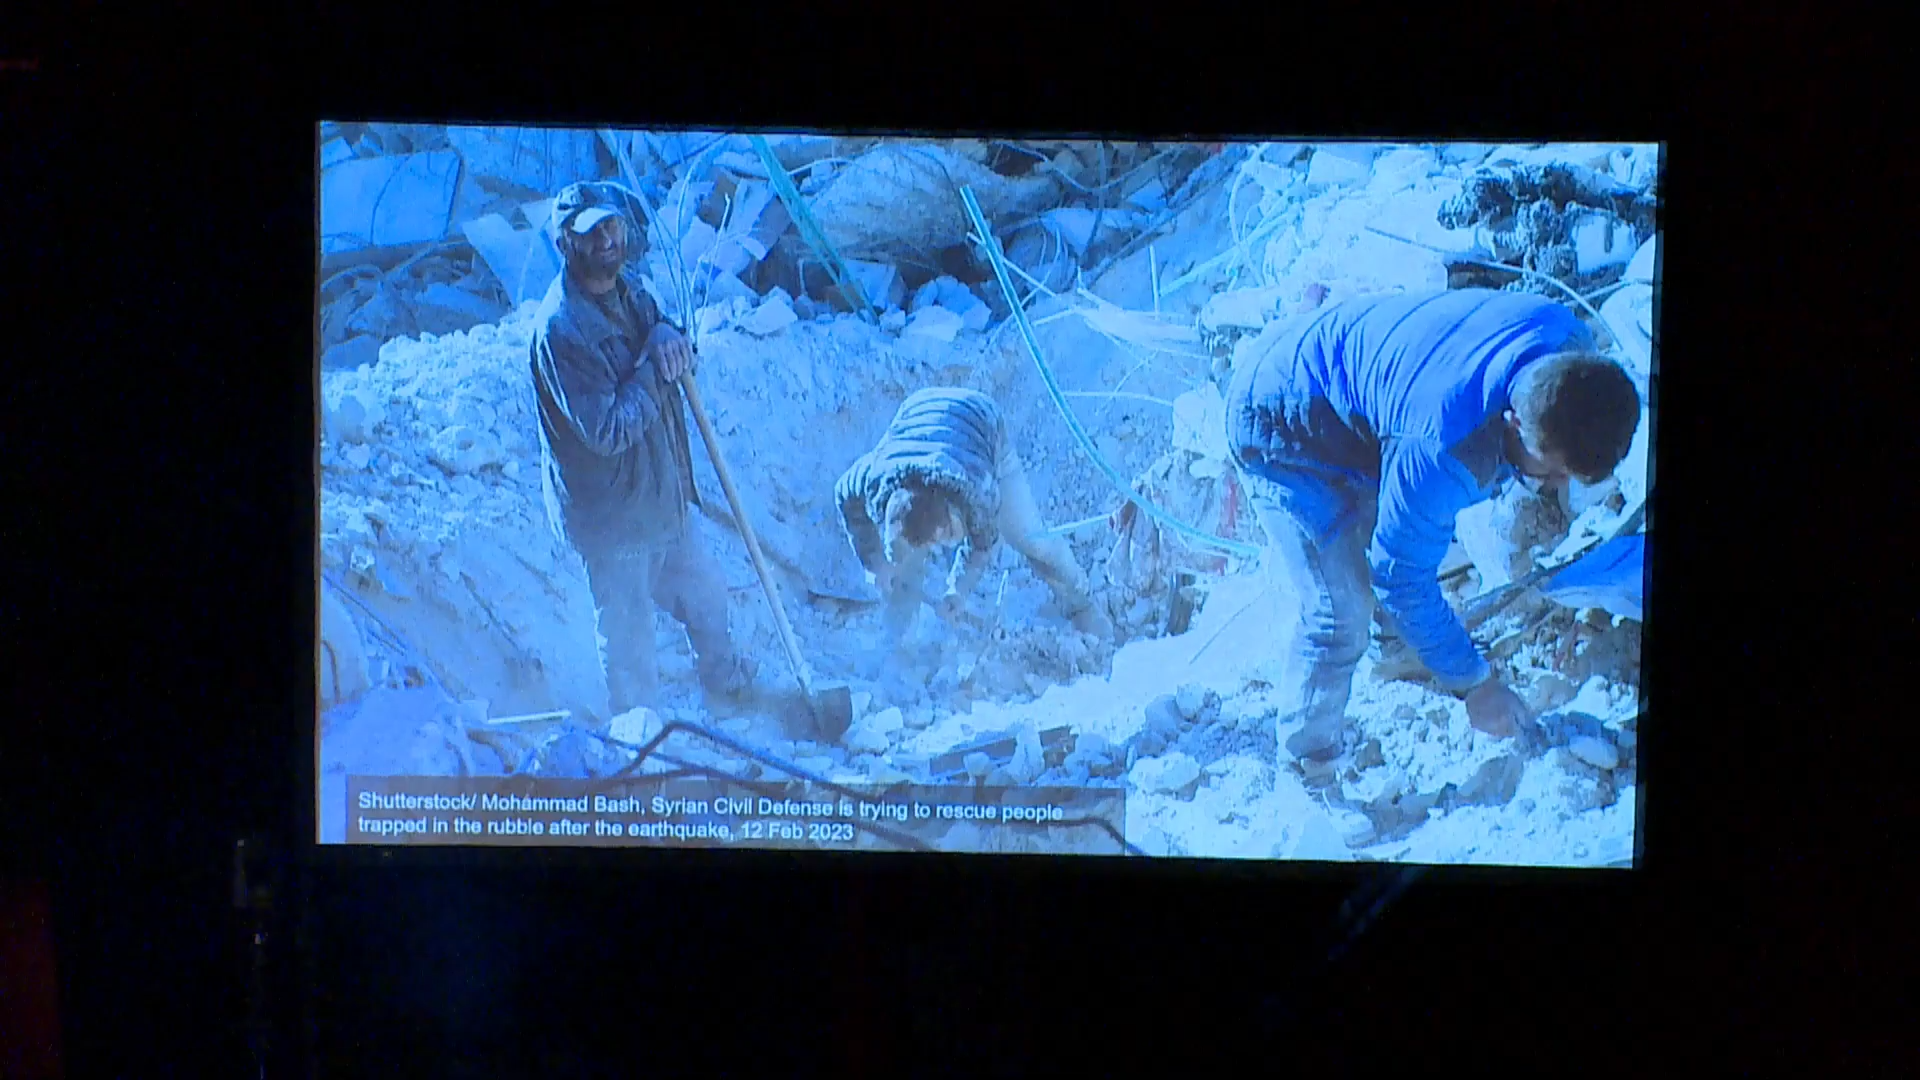 Shutterstock/ Mohammad Bash, Syrian Civil Defense is trying to rescue people
trapped in the rubble after the earthquake, 12 Feb 2023